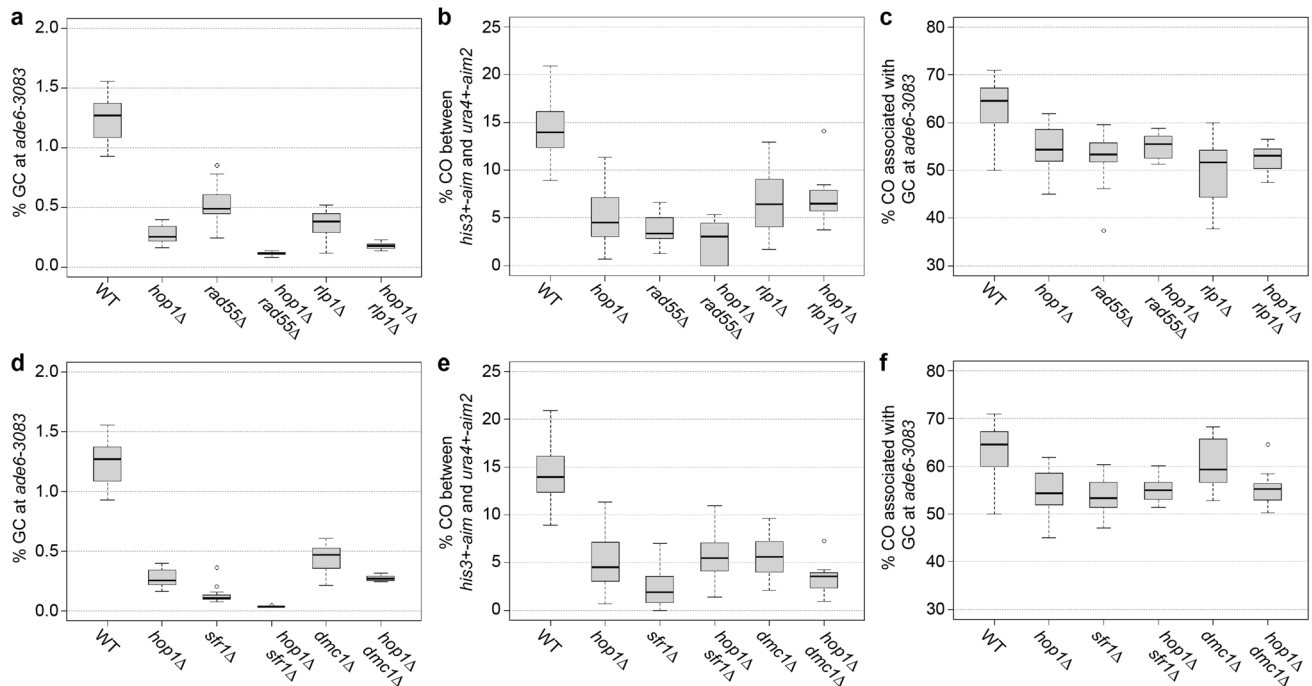 a
% GC at ade6-3083
2.0
1.5
1.0
0.5
0.0
WT
hop1Δ
rad55Δ
hop1Δ
rad55Δ
rlp1Δ
hop1Δ
rlp1Δ
b
% CO between
his3+-aim and ura4+-aim2
25
20
15
10
5
0
WT
hop1Δ
rad55Δ
hop1Δ
rad55Δ
rlp1Δ
hop1Δ
rlp1Δ
c
% CO associated with
GC at ade6-3083
80
70
60
50
40
30
WT
hop1Δ
rad55Δ
hop1Δ
rad55Δ
rlp1Δ
hop1Δ
rlp1Δ
d
% GC at ade6-3083
2.0
1.5
1.0
0.5
0.0
WT
hop1Δ
sfr1Δ
hop1Δ
sfr1Δ
dmc1Δ
hop1Δ
dmc1Δ
e
% CO between
his3+-aim and ura4+-aim2
25
20
15
10
5
0
WT
hop1Δ
sfr1Δ
hop1Δ
sfr1Δ
dmc1Δ
hop1Δ
dmc1Δ
f
% CO associated with
GC at ade6-3083
80
70
60
50
40
30
WT
hop1Δ
sfr1Δ
hop1Δ
sfr1Δ
dmc1Δ
hop1Δ
dmc1Δ